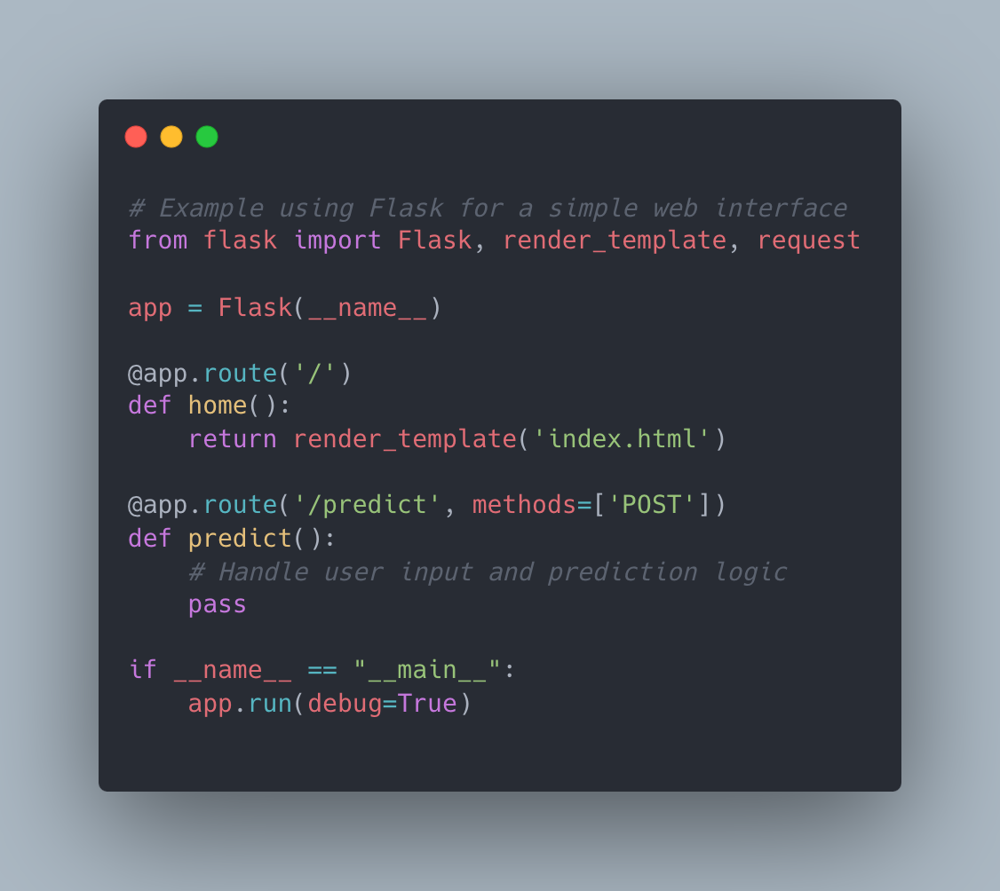 # Example using Flask for a simple web interface
from flask import Flask, render_template, request
app = Flask(__name__)
@app.route('/')
def home():
    return render_template('index.html')
@app.route('/predict', methods=['POST'])
def predict():
    # Handle user input and prediction logic
    pass
if __name__ == "__main__":
    app.run(debug=True)